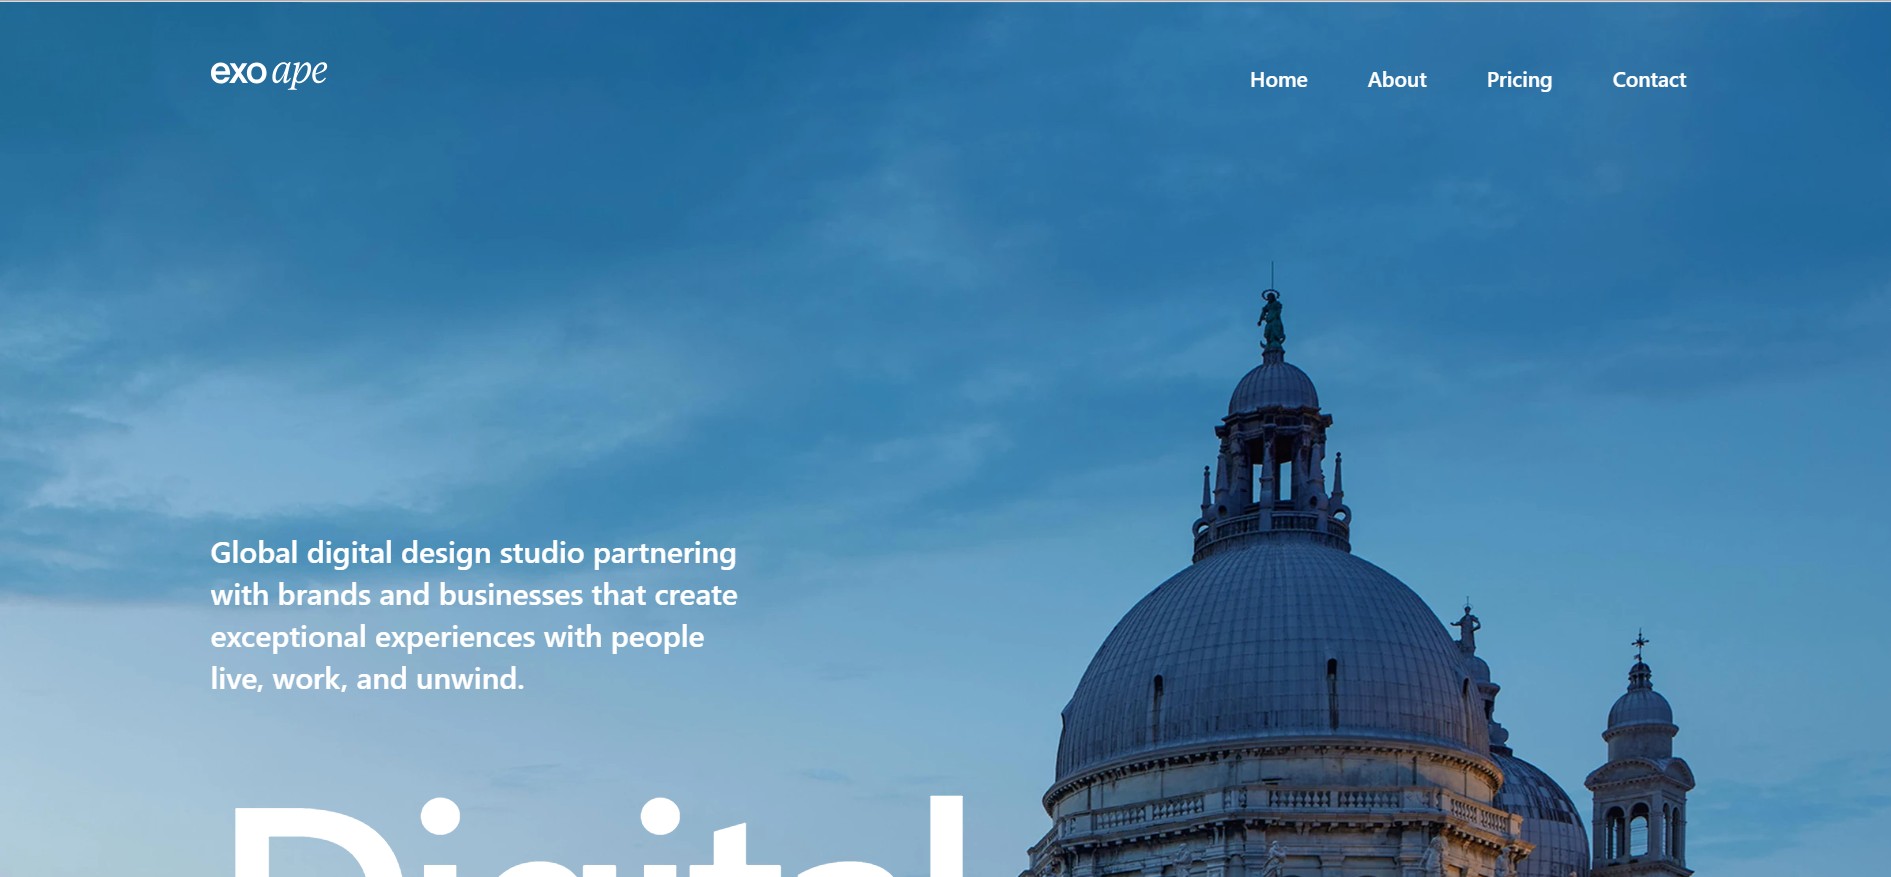 exo ape
Home About Pricing Contact
Global digital design studio partnering
with brands and businesses that create
exceptional experiences with people
live, work, and unwind.
Digital